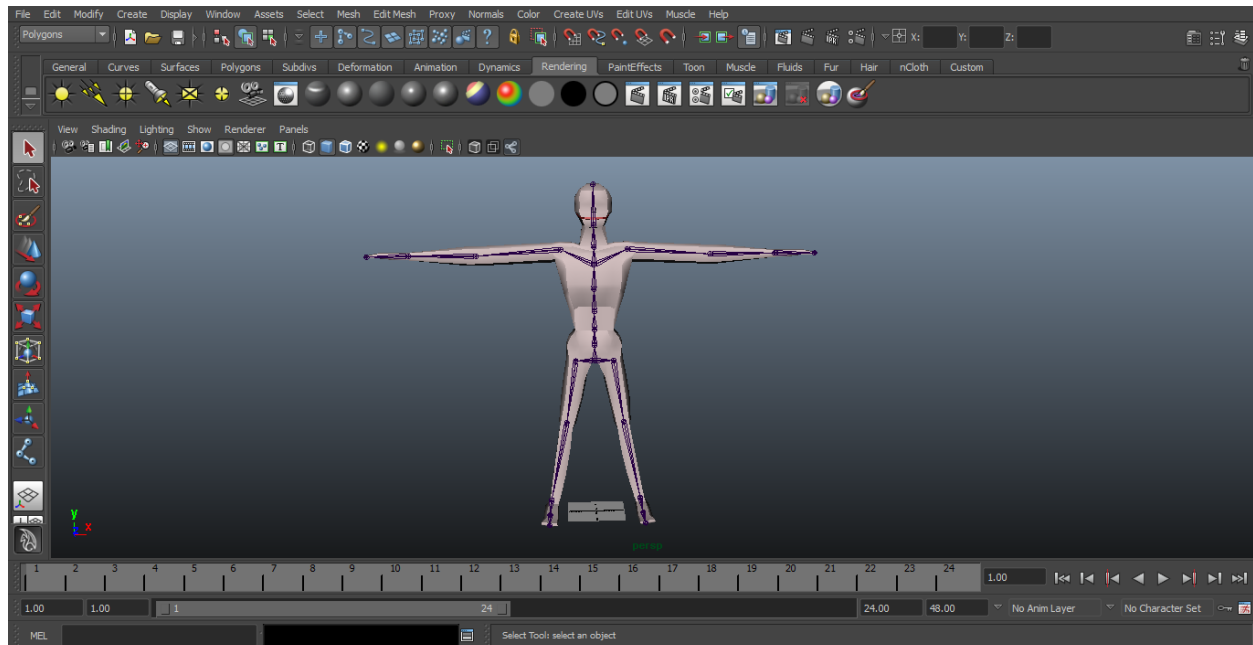 File Edit Modify Create Display Window Assets Select Mesh Edit Mesh Proxy Normals Color Create UVs Edit UVs Muscle Help
Polygons X: Y: Z:
General Curves Surfaces Polygons Subdivs Deformation Animation Dynamics Rendering PaintEffects Toon Muscle Fluids Fur Hair nCloth Custom
View Shading Lighting Show Renderer Panels
y
x
persp
1 2 3 4 5 6 7 8 9 10 11 12 13 14 15 16 17 18 19 20 21 22 23 24 1.00
1.00 1.00 1 24 24.00 48.00 No Anim Layer No Character Set
MEL Select Tool: select an object